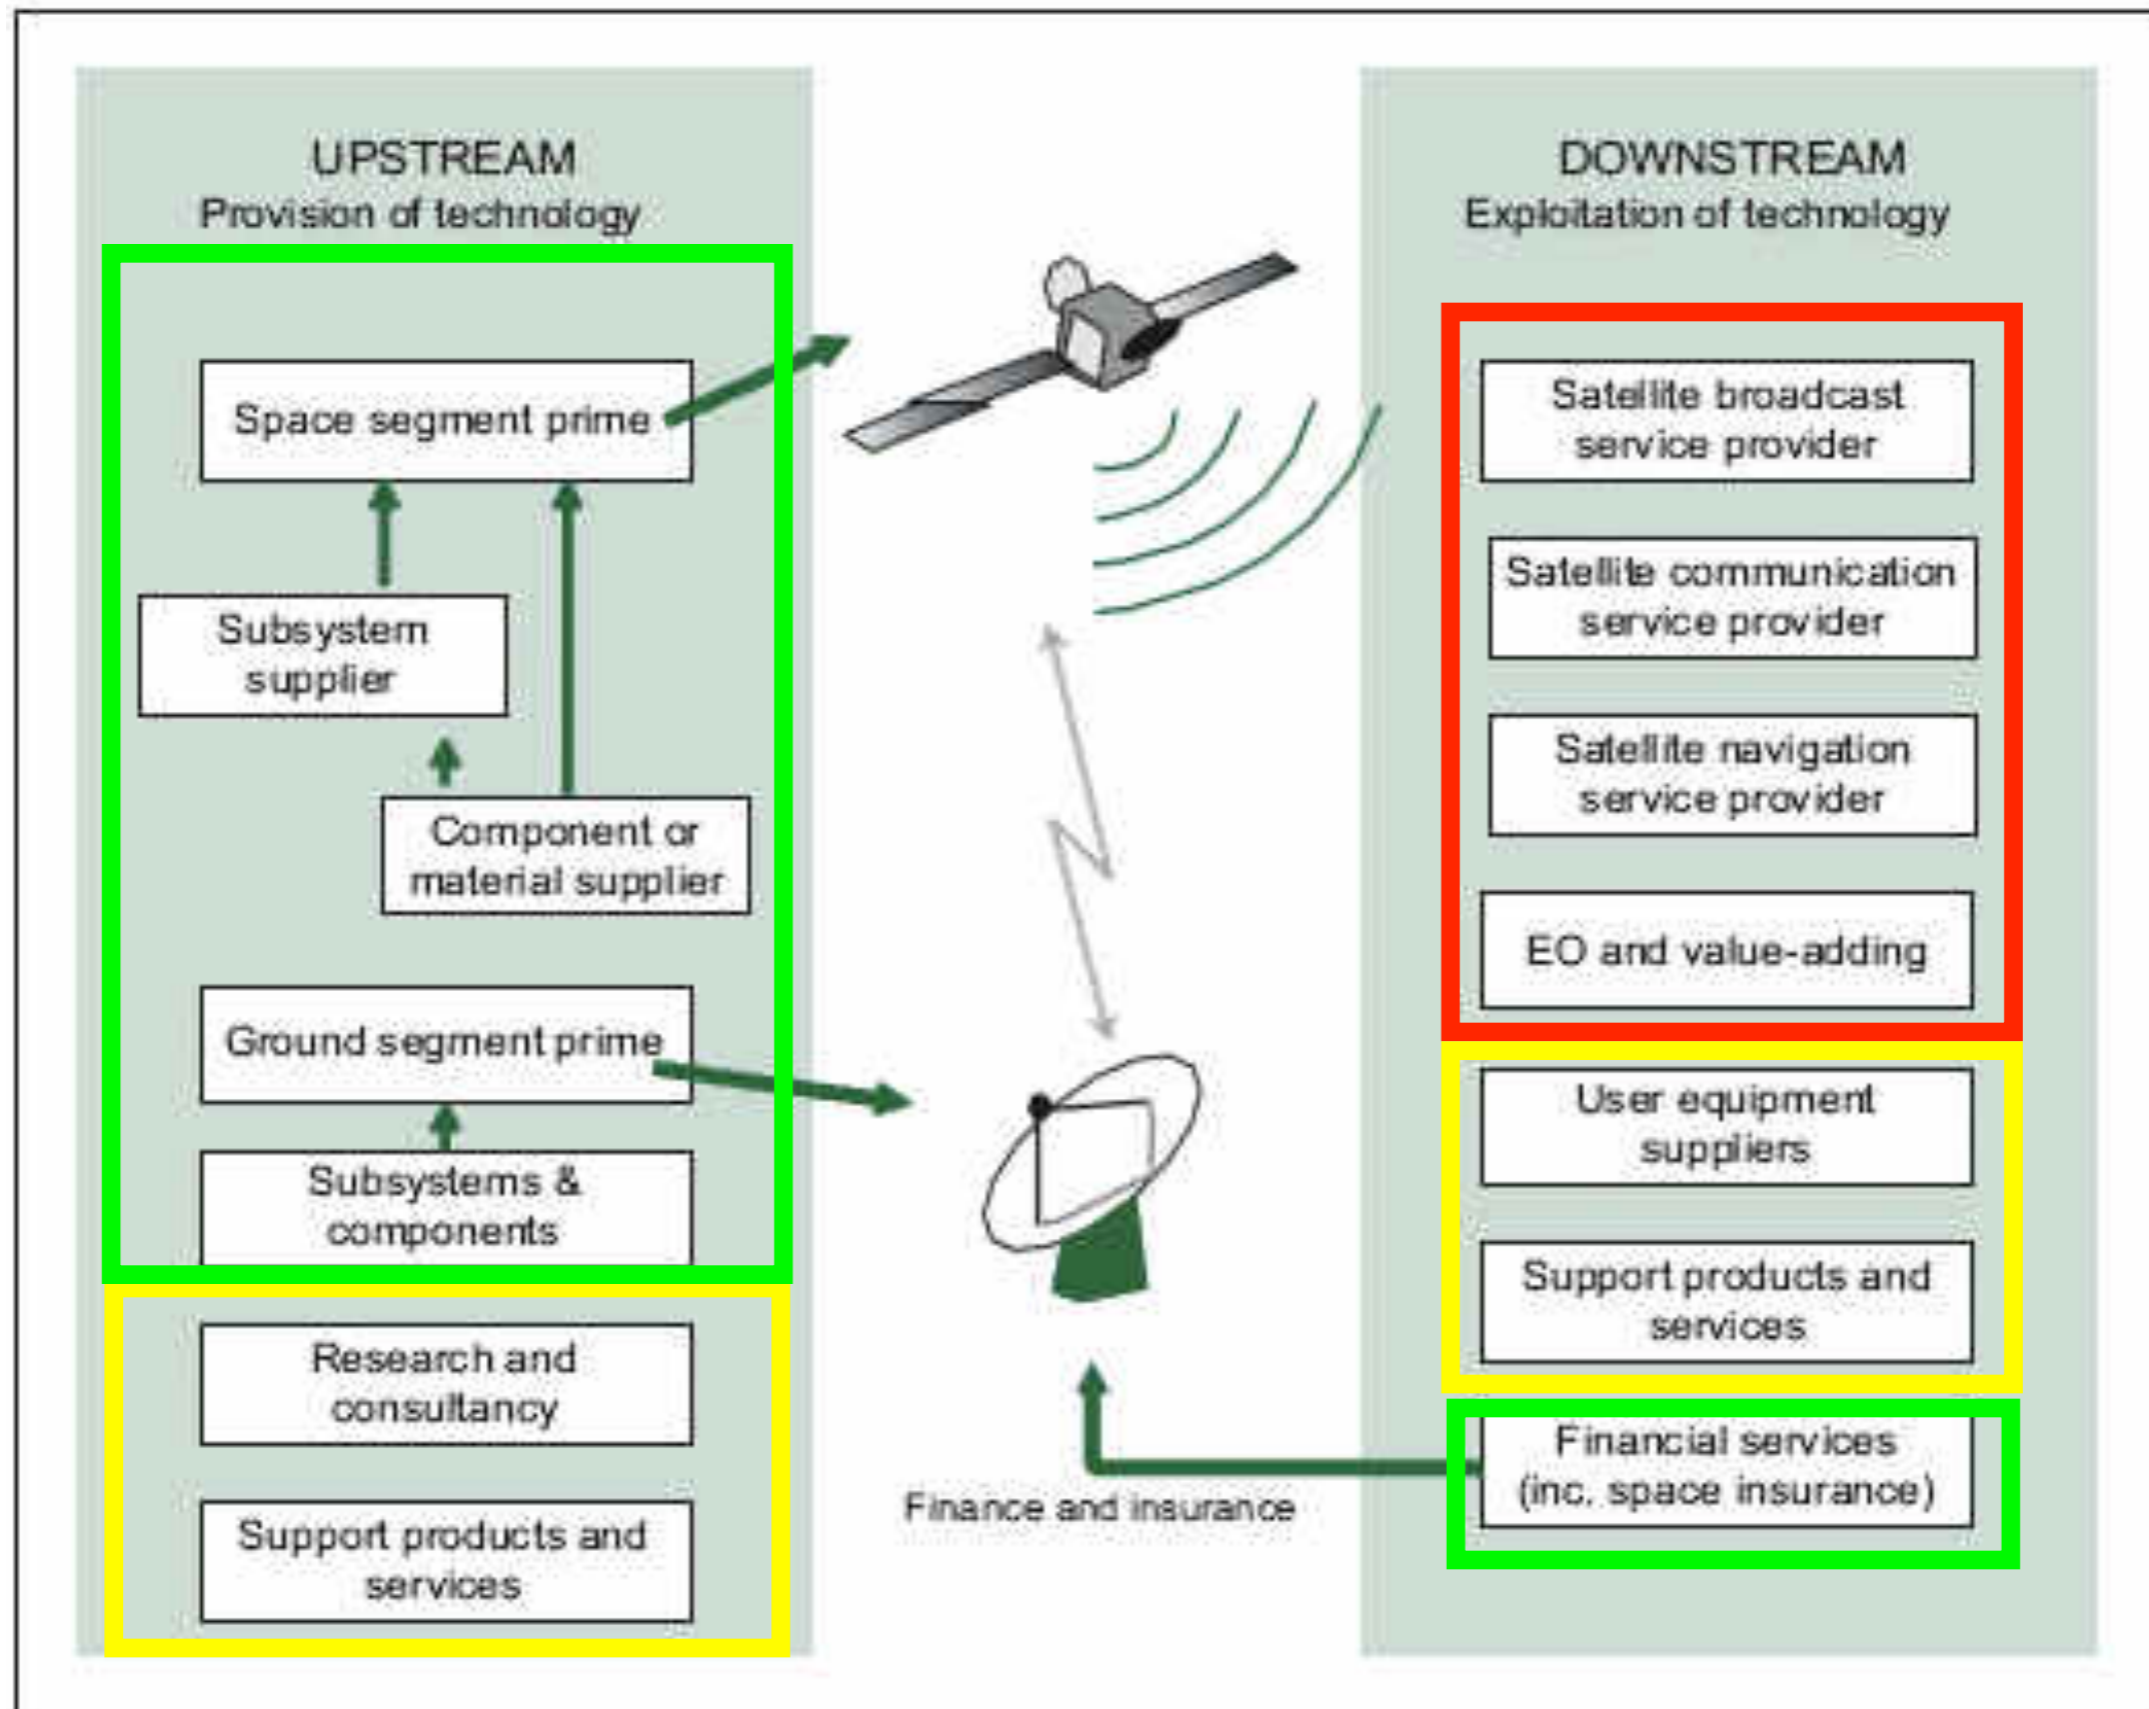 UPSTREAM
Provision of technology
Space segment prime
Subsystem
supplier
Component or
material supplier
Ground segment prime
Subsystems &
components
Research and
consultancy
Support products and
services
Finance and insurance
DOWNSTREAM
Exploitation of technology
Satellite broadcast
service provider
Satellite communication
service provider
Satellite navigation
service provider
EO and value-adding
User equipment
suppliers
Support products and
services
Financial services
(inc. space insurance)